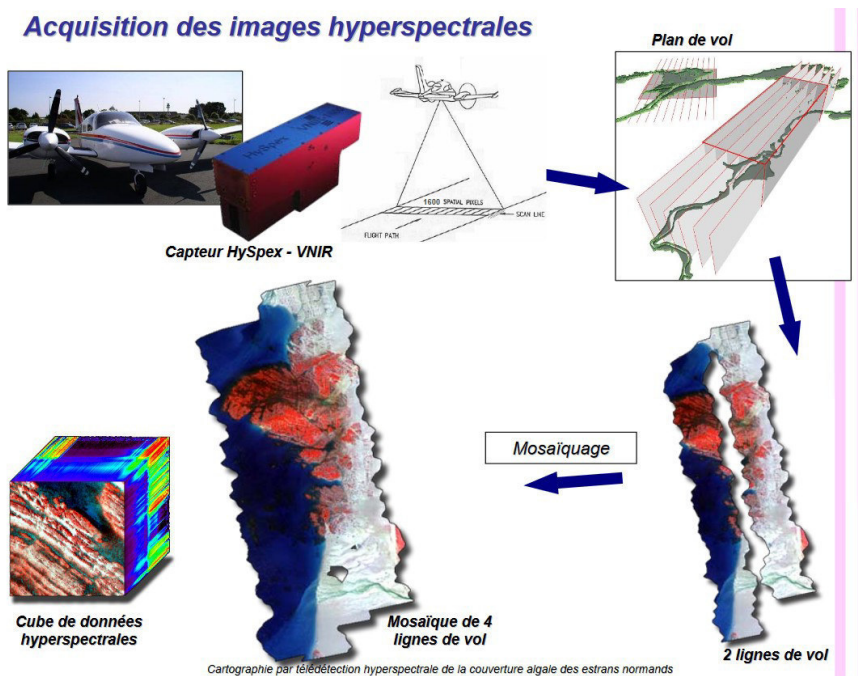 Acquisition des images hyperspectrales
Plan de vol
HySpex
1600 SPATIAL PIXELS
SCAN LINE
FLIGHT PATH
Capteur HySpex - VNIR
Mosaïquage
Cube de données
hyperspectrales
Mosaïque de 4
lignes de vol
2 lignes de vol
Cartographie par télédétection hyperspectrale de la couverture algale des estrans normands